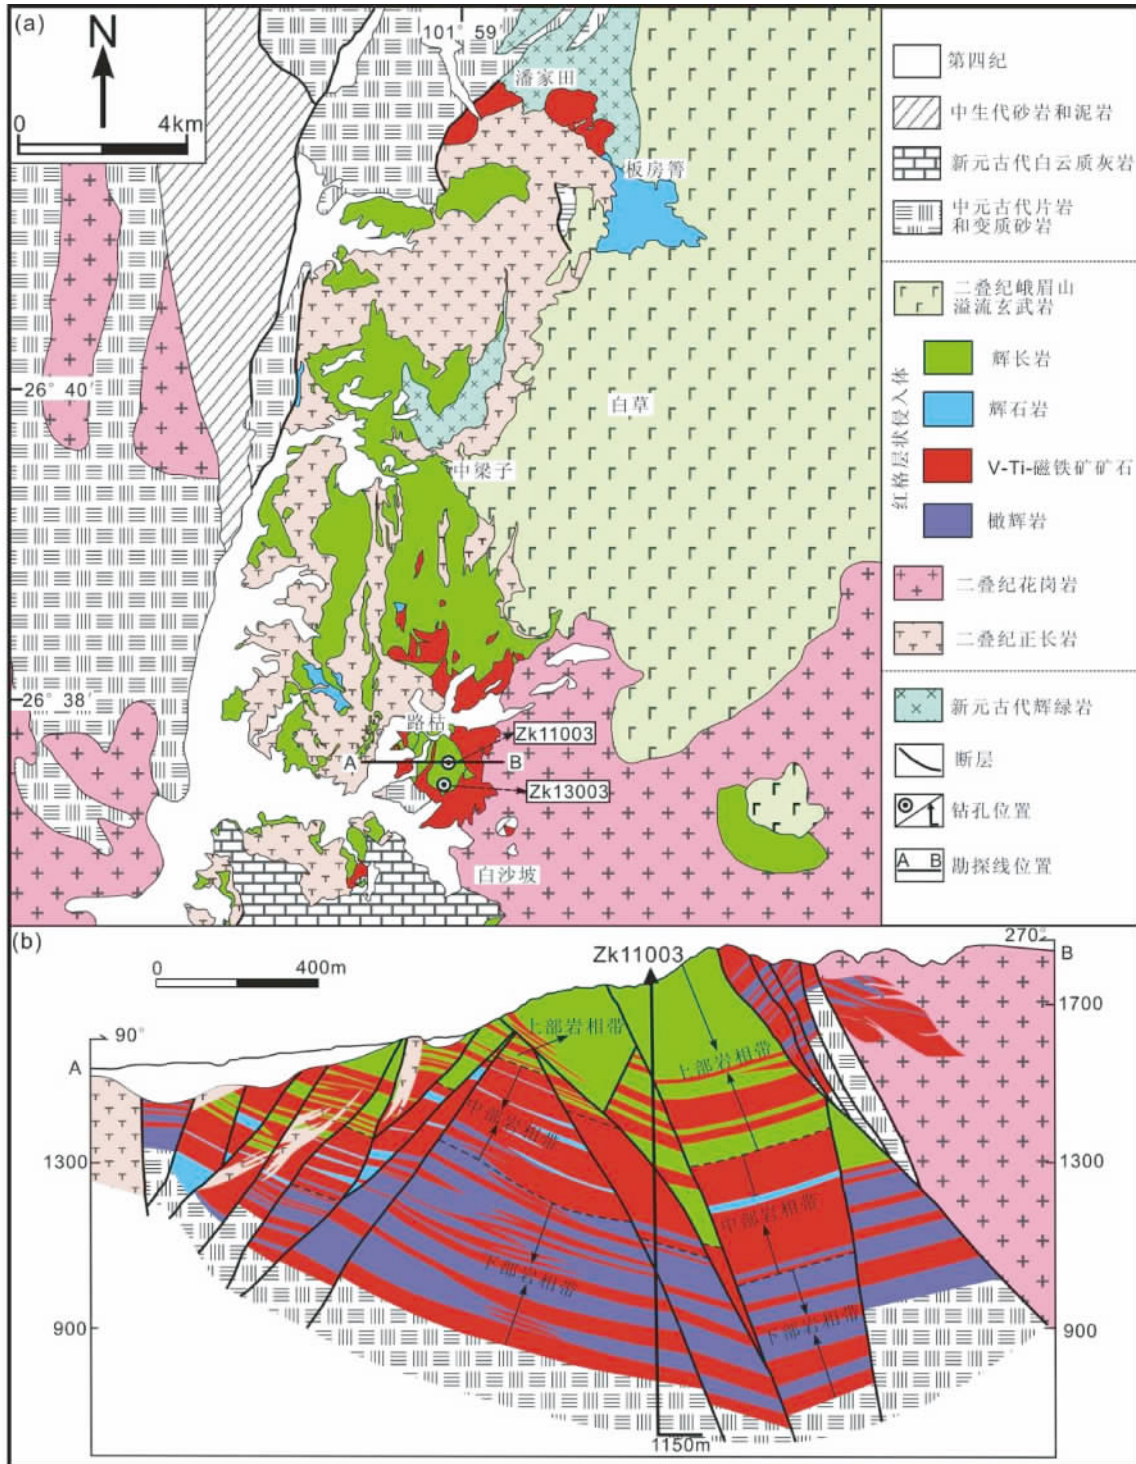 (a)
N
0 4km
101° 59′
潘家田
板房箐
26° 40′
白草
中梁子
26° 38′
路枯
Zk11003
A B
Zk13003
白沙坡
第四纪
中生代砂岩和泥岩
新元古代白云质灰岩
中元古代片岩
和变质砂岩
二叠纪峨眉山
溢流玄武岩
红格层状侵入体
辉长岩
辉石岩
V-Ti-磁铁矿矿石
橄辉岩
二叠纪花岗岩
二叠纪正长岩
新元古代辉绿岩
断层
钻孔位置
A B
勘探线位置
(b)
0 400m
Zk11003
270°
B
90°
A
1700
上部岩相带
上部岩相带
中部岩相带
1300
1300
中部岩相带
下部岩相带
下部岩相带
900
900
1150m